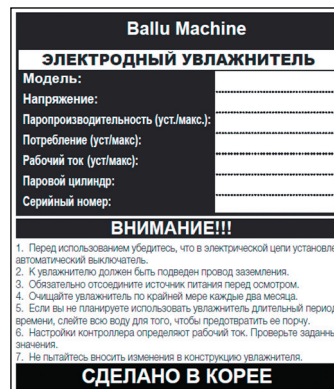 Ballu Machine
ЭЛЕКТРОДНЫЙ УВЛАЖНИТЕЛЬ
Модель:
Напряжение:
Паропроизводительность (уст./макс.):
Потребление (уст/макс):
Рабочий ток (уст/макс):
Паровой цилиндр:
Серийный номер:
ВНИМАНИЕ!!!
1. Перед использованием убедитесь, что в электрической цепи установле
автоматический выключатель.
2. К увлажнителю должен быть подведен провод заземления.
3. Обязательно отсоедините источник питания перед осмотром.
4. Очищайте увлажнитель по крайней мере каждые два месяца.
5. Если вы не планируете использовать увлажнитель длительный период
времени, слейте всю воду для того, чтобы предотвратить ее порчу.
6. Настройки контроллера определяют рабочий ток. Проверьте заданны
значения.
7. Не пытайтесь вносить изменения в конструкцию увлажнителя.
СДЕЛАНО В КОРЕЕ